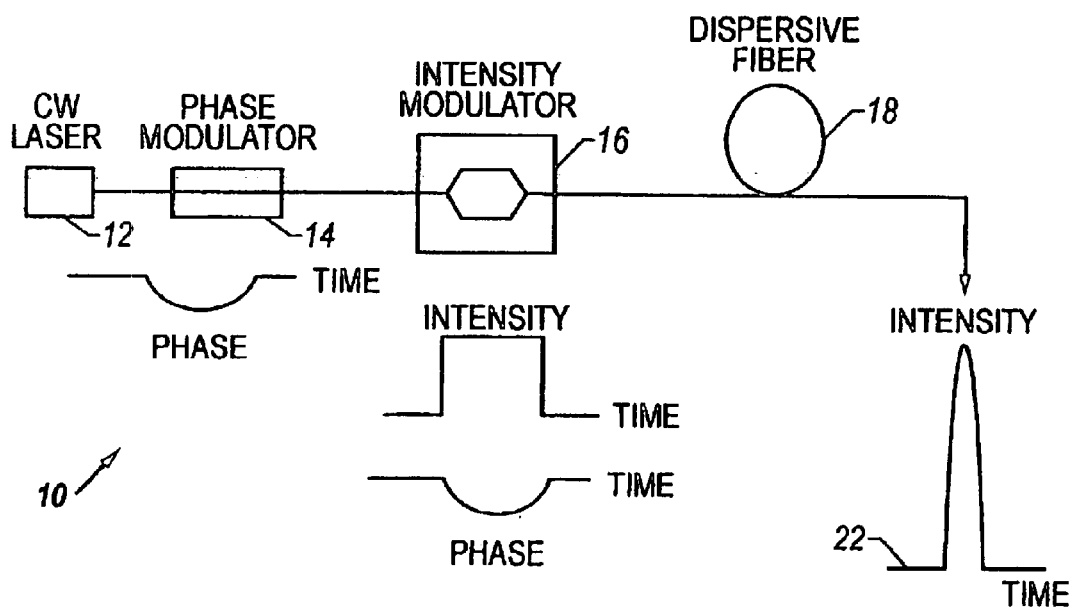 DISPERSIVE
FIBER
18
INTENSITY
MODULATOR
16
CW
LASER
12
PHASE
MODULATOR
14
TIME
PHASE
INTENSITY
TIME
TIME
PHASE
10
INTENSITY
22
TIME